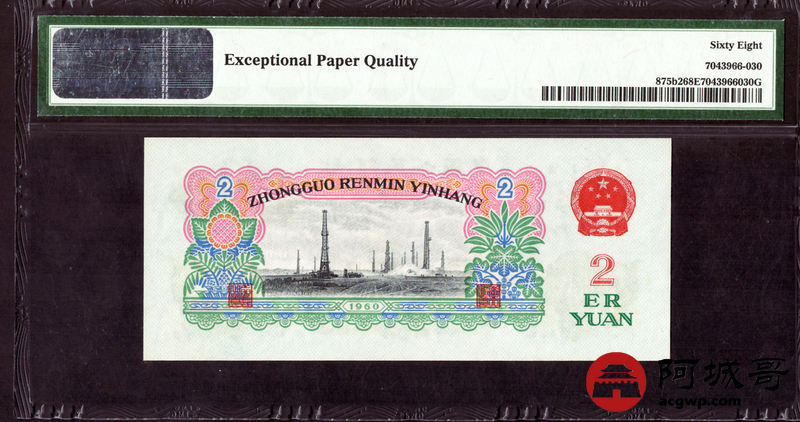 Exceptional Paper Quality
Sixty Eight
7043966-030
875b268E7043966030G
2
2
ZHONGGUO RENMIN YINHANG
1960
2
ER
YUAN
阿城哥
acgwp.com